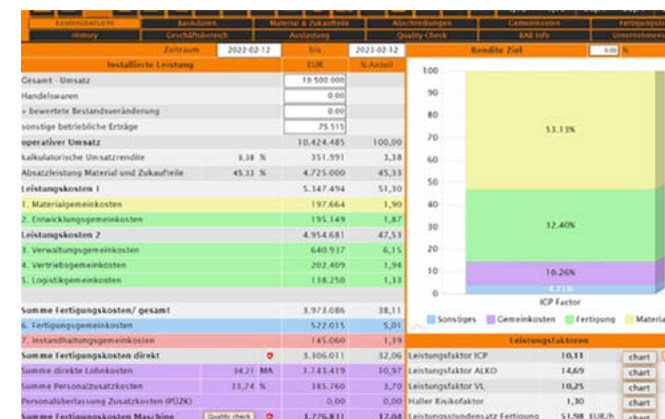 Kostenübersicht Basisdaten Material & Zukaufteile Abschreibungen Gemeinkosten
History Geschäftsbereich Auslastung Quality-Check BAB Info
Zeitraum 2022-02-12 bis 2023-02-12 Rendite Ziel 0.00 %
Installierte Leistung EUR %-Anteil
Gesamt - Umsatz 10.500.000
Handelswaren 0.00
+ bewertete Bestandsveränderung 0.00
sonstige betriebliche Erträge 75.515
operativer Umsatz 10.424.485 100,00
kalkulatorische Umsatzrendite 3,38 % 351.991 3,38
Absatzleistung Material und Zukaufteile 45,33 % 4.725.000 45,33
Leistungskosten 1 5.347.494 51,30
1. Materialgemeinkosten 197.664 1,90
2. Entwicklungsgemeinkosten 195.149 1,87
Leistungskosten 2 4.954.681 47,53
3. Verwaltungsgemeinkosten 640.937 6,15
4. Vertriebsgemeinkosten 202.409 1,94
5. Logistikgemeinkosten 138.250 1,33
Summe Fertigungskosten/ gesamt 3.973.086 38,11
6. Fertigungsgemeinkosten 522.015 5,01
7. Instandhaltungsgemeinkosten 145.060 1,39
Summe Fertigungskosten direkt 3.306.011 32,06
Summe direkte Lohnkosten 34,21 MA 1.143.419 10,97
Summe Personalzusatzkosten 33,74 % 385.760 3,70
Personalüberlassung Zusatzkosten (PÜZK) 0,00 0,00
Summe Fertigungskosten Maschine Quality check 1.776.831 17,04
100
90
80
70
60
50
40
30
20
10
0
53.13%
32.40%
10.26%
4.21%
ICP Factor
Sonstiges Gemeinkosten Fertigung Materia
Leistungsfaktoren
Leistungsfaktor ICP 10,11 chart
Leistungsfaktor ALKO 14,69 chart
Leistungsfaktor VL 10,25 chart
Haller Risikofaktor 1,30 chart
Leistungsstundensatz Fertigung 51,98 EUR/h chart